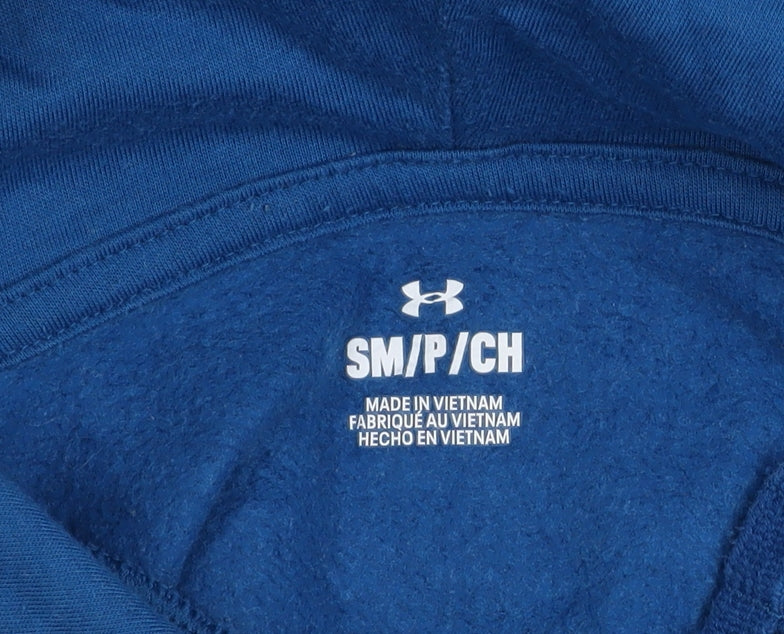 SM/P/CH
MADE IN VIETNAM
FABRIQUÉ AU VIETNAM
HECHO EN VIETNAM